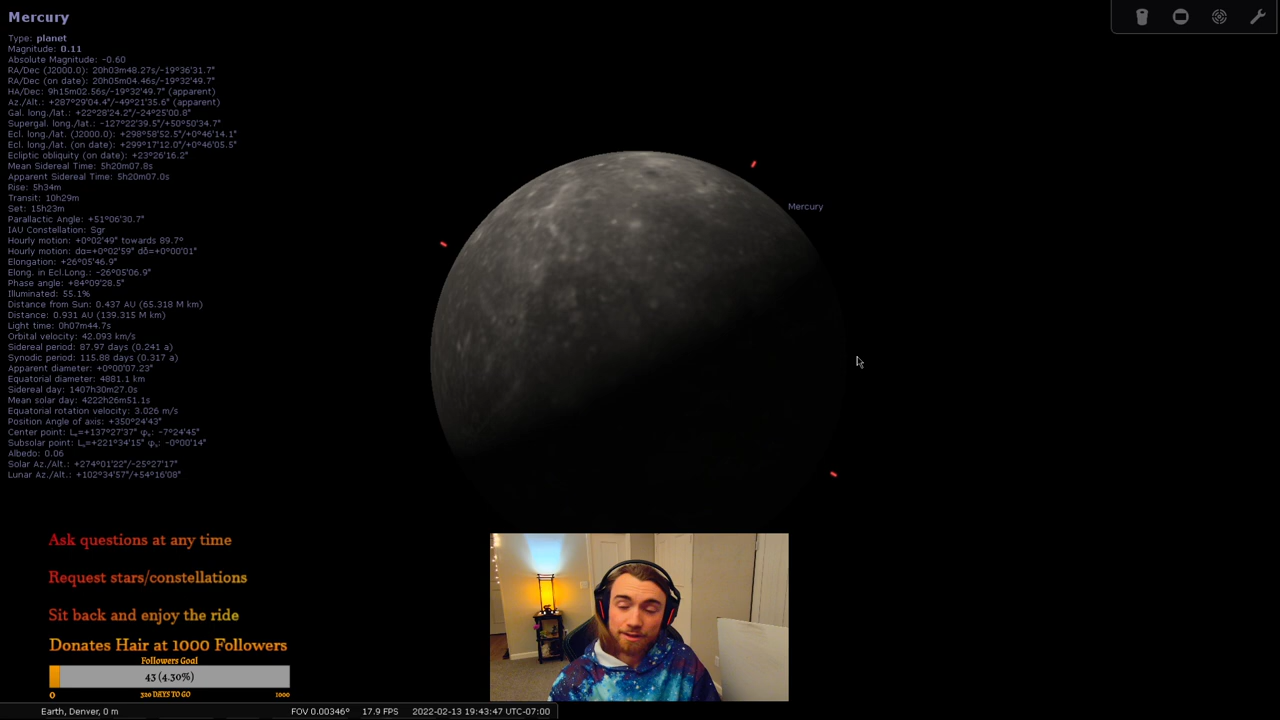 Mercury
Type: planet
Magnitude: 0.11
Absolute Magnitude: -0.60
RA/Dec (J2000.0): 20h03m48.27s/-19°36'31.7"
RA/Dec (on date): 20h05m04.46s/-19°32'49.7"
HA/Dec: 9h15m02.56s/-19°32'49.7" (apparent)
Az./Alt.: +287°29'04.4"/-49°21'35.6" (apparent)
Gal. long./lat.: +22°28'24.2"/-24°25'00.8"
Supergal. long./lat.: -127°22'39.5"/+50°50'34.7"
Ecl. long./lat. (J2000.0): +298°58'52.5"/+0°46'14.1"
Ecl. long./lat. (on date): +299°17'12.0"/+0°46'05.5"
Ecliptic obliquity (on date): +23°26'16.2"
Mean Sidereal Time: 5h20m07.8s
Apparent Sidereal Time: 5h20m07.0s
Rise: 5h34m
Transit: 10h29m
Set: 15h23m
Parallactic Angle: +51°06'30.7"
IAU Constellation: Sgr
Hourly motion: +0°02'49" towards 89.7°
Hourly motion: dα=+0°02'59" dδ=+0°00'01"
Elongation: +26°05'46.9"
Elong. in Ecl.Long.: -26°05'06.9"
Phase angle: +84°09'28.5"
Illuminated: 55.1%
Distance from Sun: 0.437 AU (65.318 M km)
Distance: 0.931 AU (139.315 M km)
Light time: 0h07m44.7s
Orbital velocity: 42.093 km/s
Sidereal period: 87.97 days (0.241 a)
Synodic period: 115.88 days (0.317 a)
Apparent diameter: +0°00'07.23"
Equatorial diameter: 4881.1 km
Sidereal day: 1407h30m27.0s
Mean solar day: 4222h26m51.1s
Equatorial rotation velocity: 3.026 m/s
Position Angle of axis: +350°24'43"
Center point: Lₑ=+137°27'37" φₑ: -7°24'45"
Subsolar point: Lₛ=+221°34'15" φₛ: -0°00'14"
Albedo: 0.06
Solar Az./Alt.: +274°01'22"/-25°27'17"
Lunar Az./Alt.: +102°34'57"/+54°16'08"
Mercury
Ask questions at any time
Request stars/constellations
Sit back and enjoy the ride
Donates Hair at 1000 Followers
Followers Goal
43 (4.30%)
0 320 DAYS TO GO 1000
Earth, Denver, 0 m FOV 0.00346° 17.9 FPS 2022-02-13 19:43:47 UTC-07:00